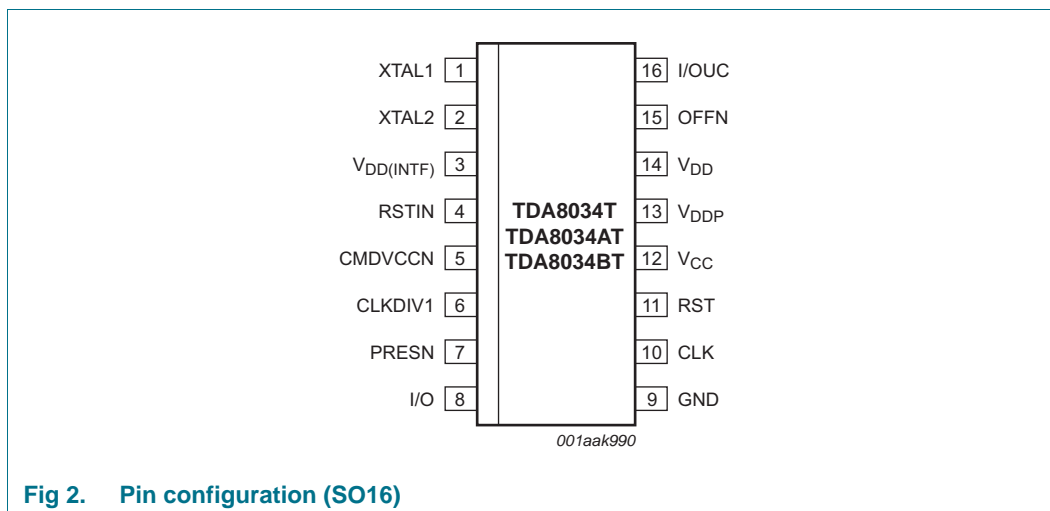 XTAL1 1 16 I/OUC
XTAL2 2 15 OFFN
VDD(INTF) 3 14 VDD
RSTIN 4 TDA8034T 13 VDDP
TDA8034AT
CMDVCCN 5 TDA8034BT 12 VCC
CLKDIV1 6 11 RST
PRESN 7 10 CLK
I/O 8 9 GND
001aak990
Fig 2. Pin configuration (SO16)